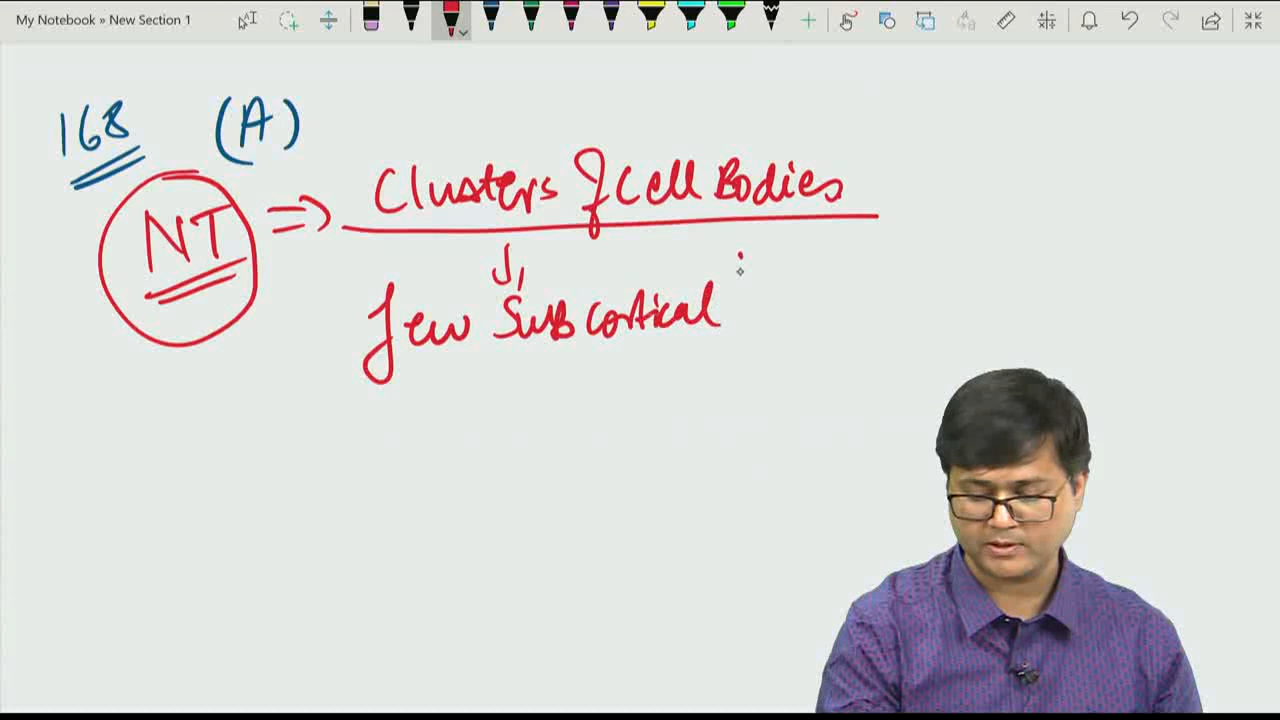 My Notebook » New Section 1
168 (A)
NT ⇒ Clusters of Cell Bodies
↓
few Subcortical